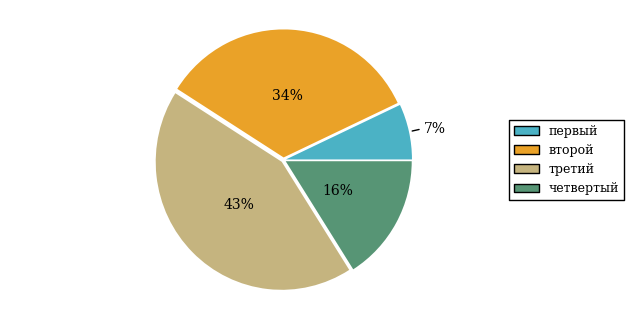 34%
7%
16%
43%
первый
второй
третий
четвертый